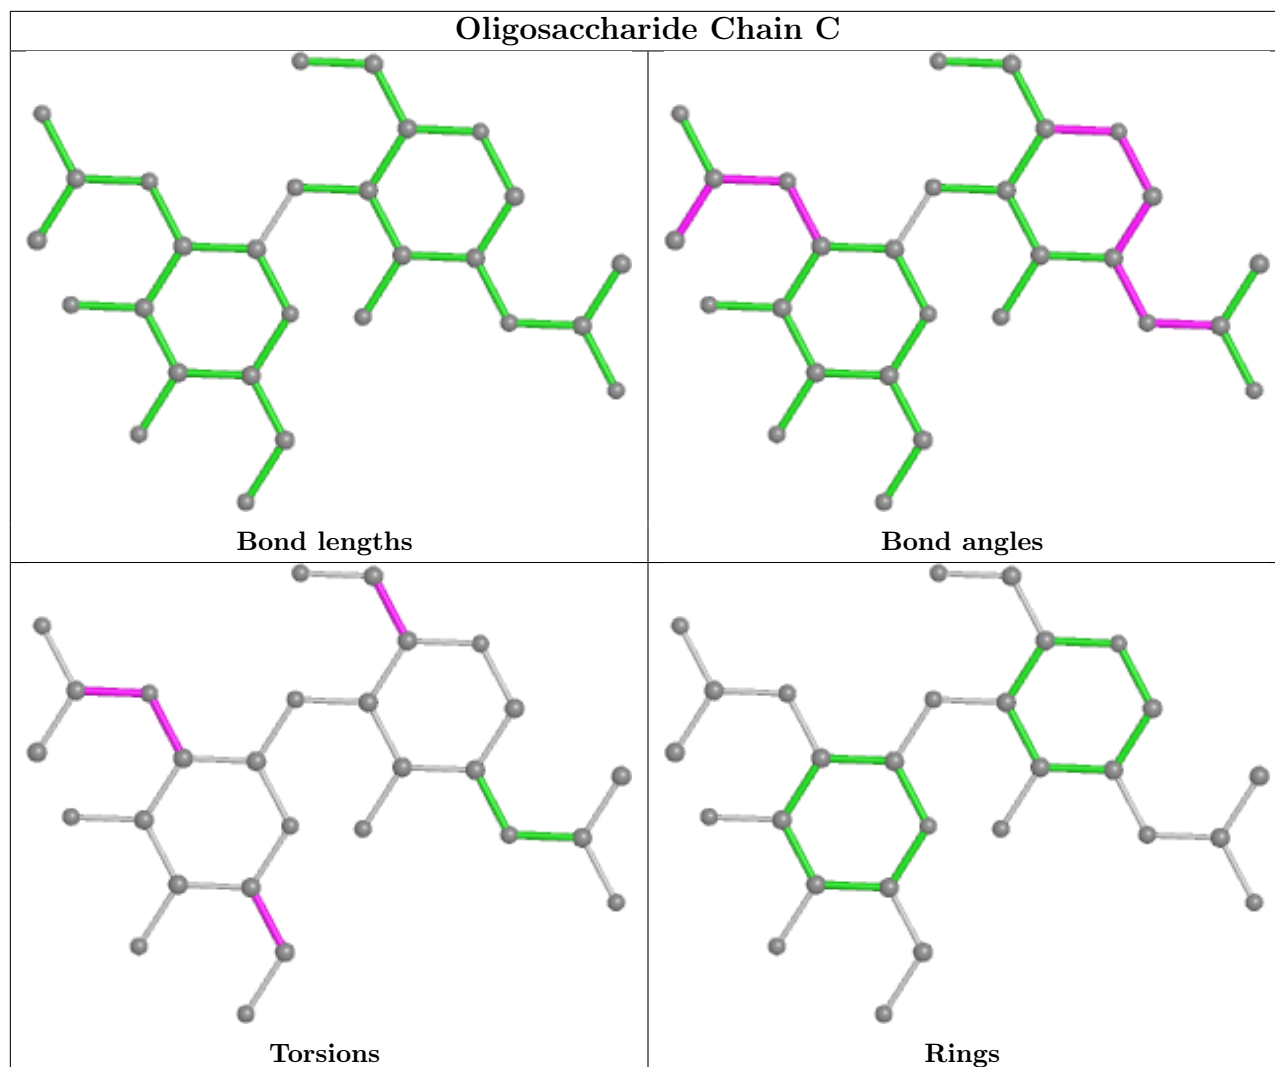 Oligosaccharide Chain C
Bond lengths
Bond angles
Torsions
Rings